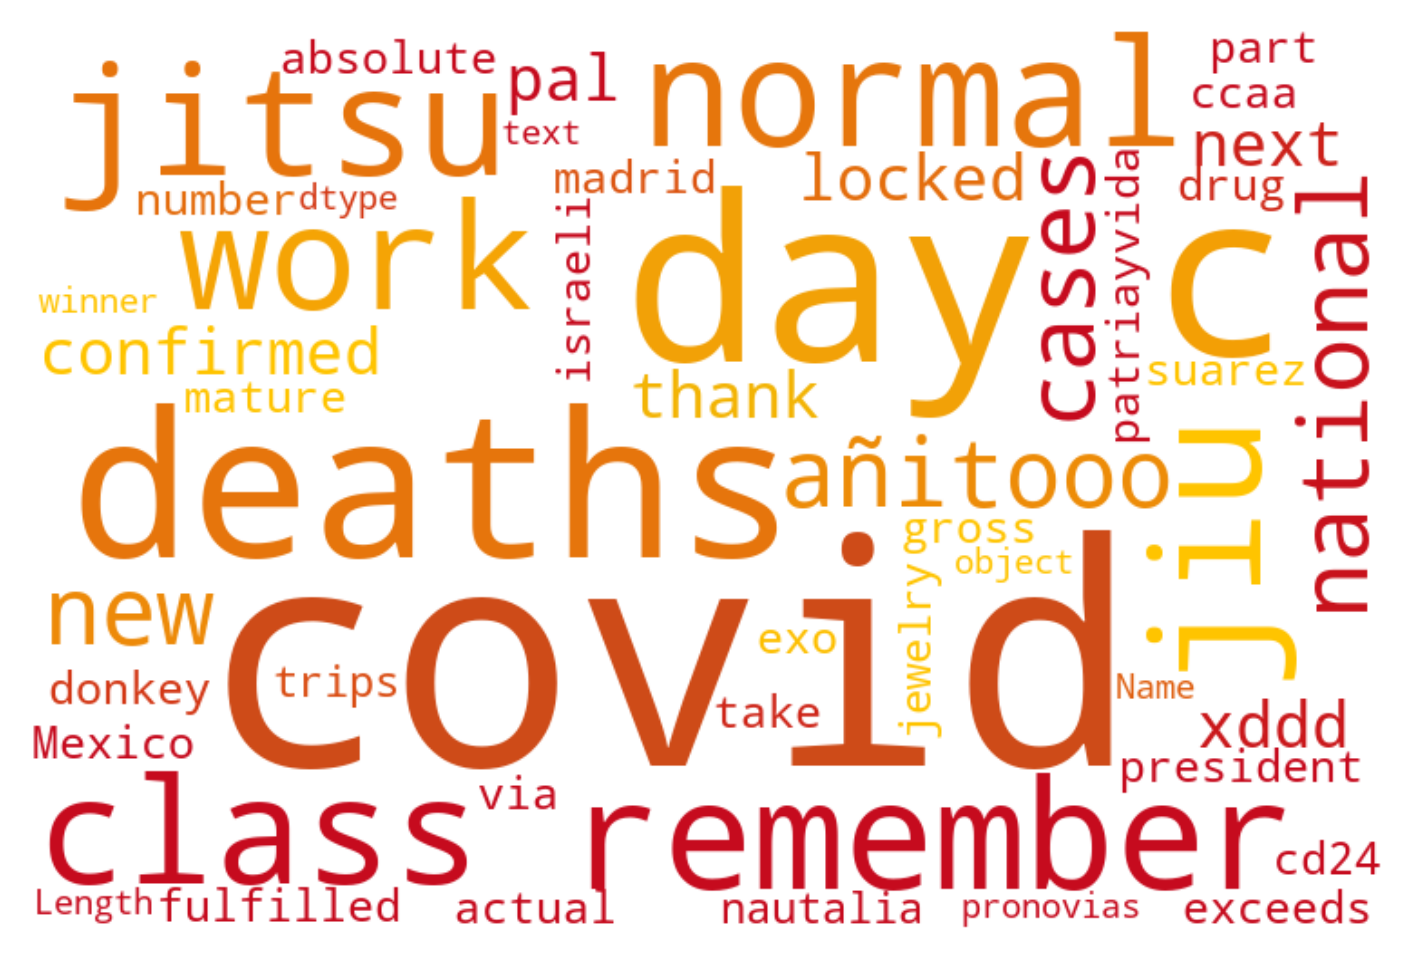 absolute
part
jitsu
pal
normal
ccaa
text
next
numberdtype
madrid
locked
drug
work
day
c
cases
patriayvida
national
israeli
winner
confirmed
suarez
mature
thank
deaths
añitooo
jiu
gross
object
new
covid
exo
jewelry
donkey
trips
Name
take
xddd
Mexico
president
class
via
remember
cd24
Length
fulfilled
actual
nautalia
pronovias
exceeds